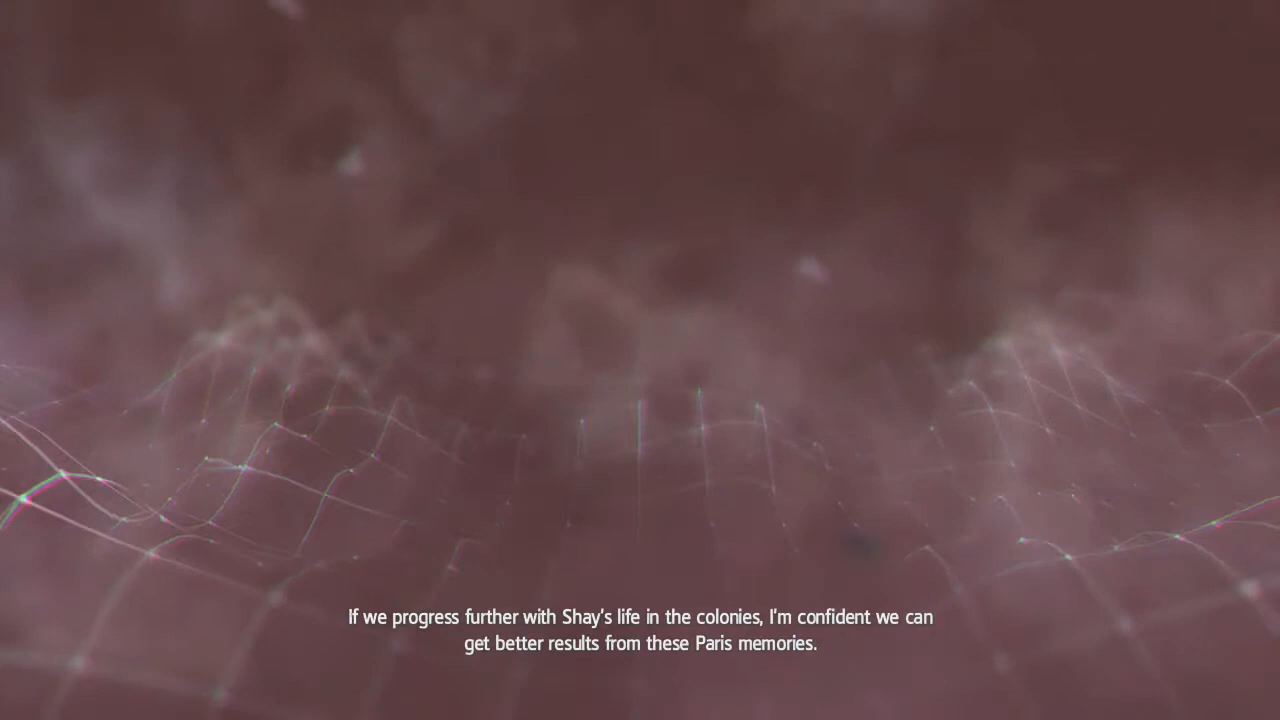 If we progress further with Shay's life in the colonies, I'm confident we can
get better results from these Paris memories.